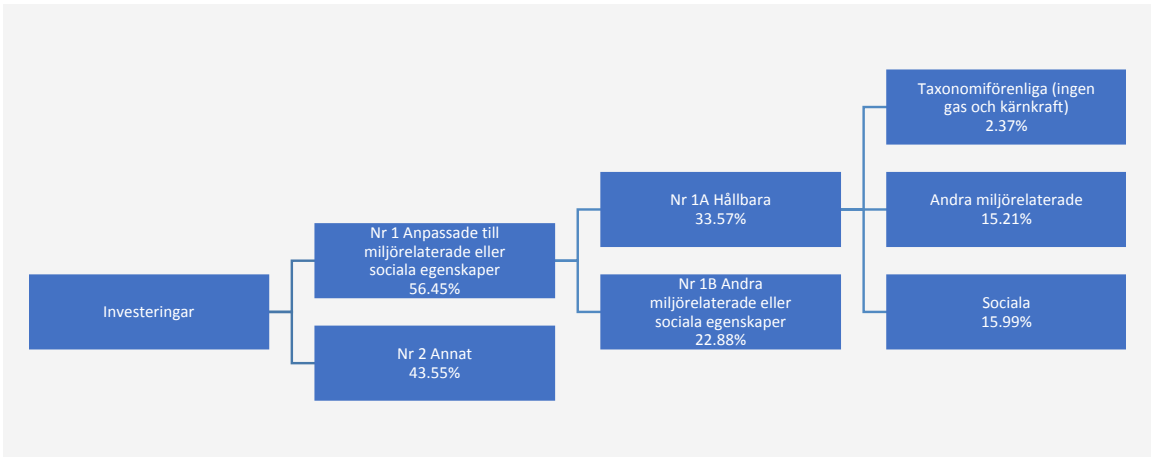 Investeringar
Nr 1 Anpassade till
miljörelaterade eller
sociala egenskaper
56.45%
Nr 2 Annat
43.55%
Nr 1A Hållbara
33.57%
Nr 1B Andra
miljörelaterade eller
sociala egenskaper
22.88%
Taxonomiförenliga (ingen
gas och kärnkraft)
2.37%
Andra miljörelaterade
15.21%
Sociala
15.99%